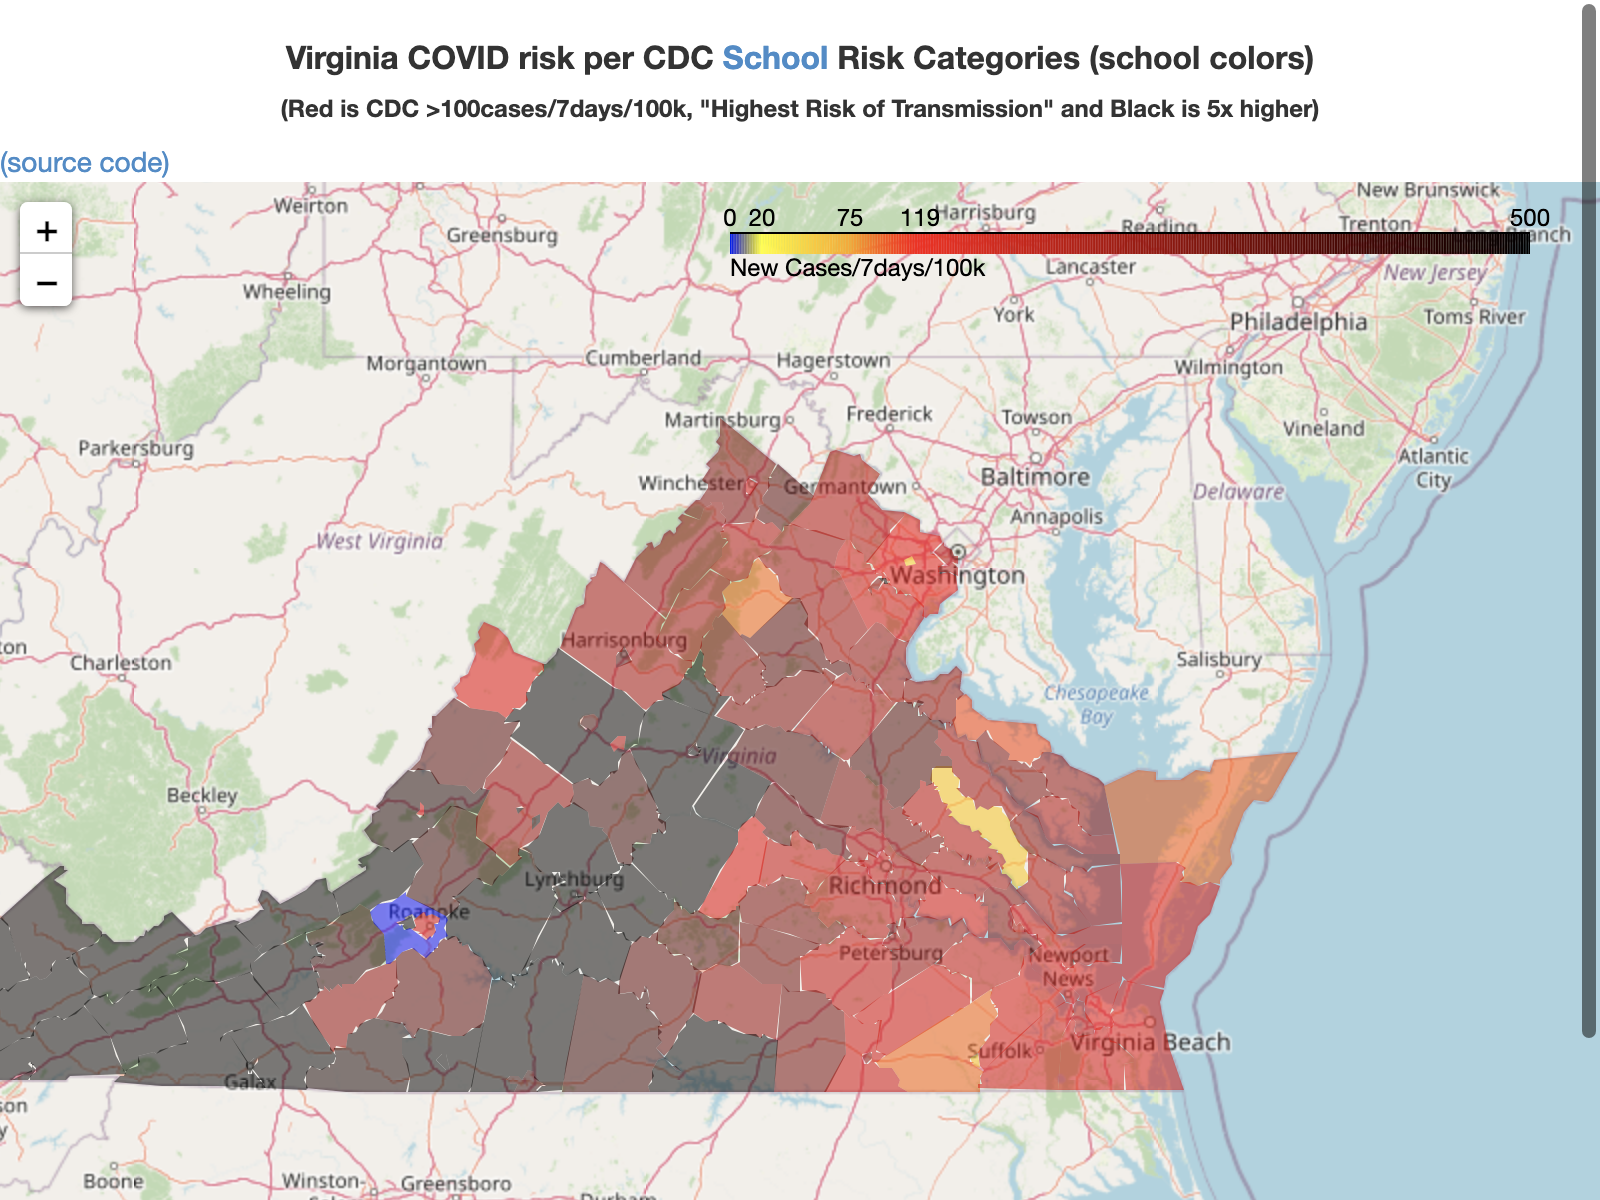 Virginia COVID risk per CDC School Risk Categories (school colors)
(Red is CDC >100cases/7days/100k, "Highest Risk of Transmission" and Black is 5x higher)
(source code)
+
−
0 20 75 119 500
New Cases/7days/100k
New Brunswick
Weirton
Harrisburg
Reading
Trenton
Greensburg
Lancaster
New Jersey
Wheeling
York
Philadelphia
Toms River
Morgantown
Cumberland
Hagerstown
Wilmington
Martinsburg
Frederick
Towson
Vineland
Parkersburg
Atlantic
City
Winchester
Germantown
Baltimore
Delaware
Annapolis
West Virginia
Washington
Harrisonburg
Charleston
Salisbury
Chesapeake
Bay
Virginia
Beckley
Lynchburg
Richmond
Roanoke
Petersburg
Newport
News
Suffolk
Virginia Beach
Galax
Boone
Winston-
Greensboro
Durham